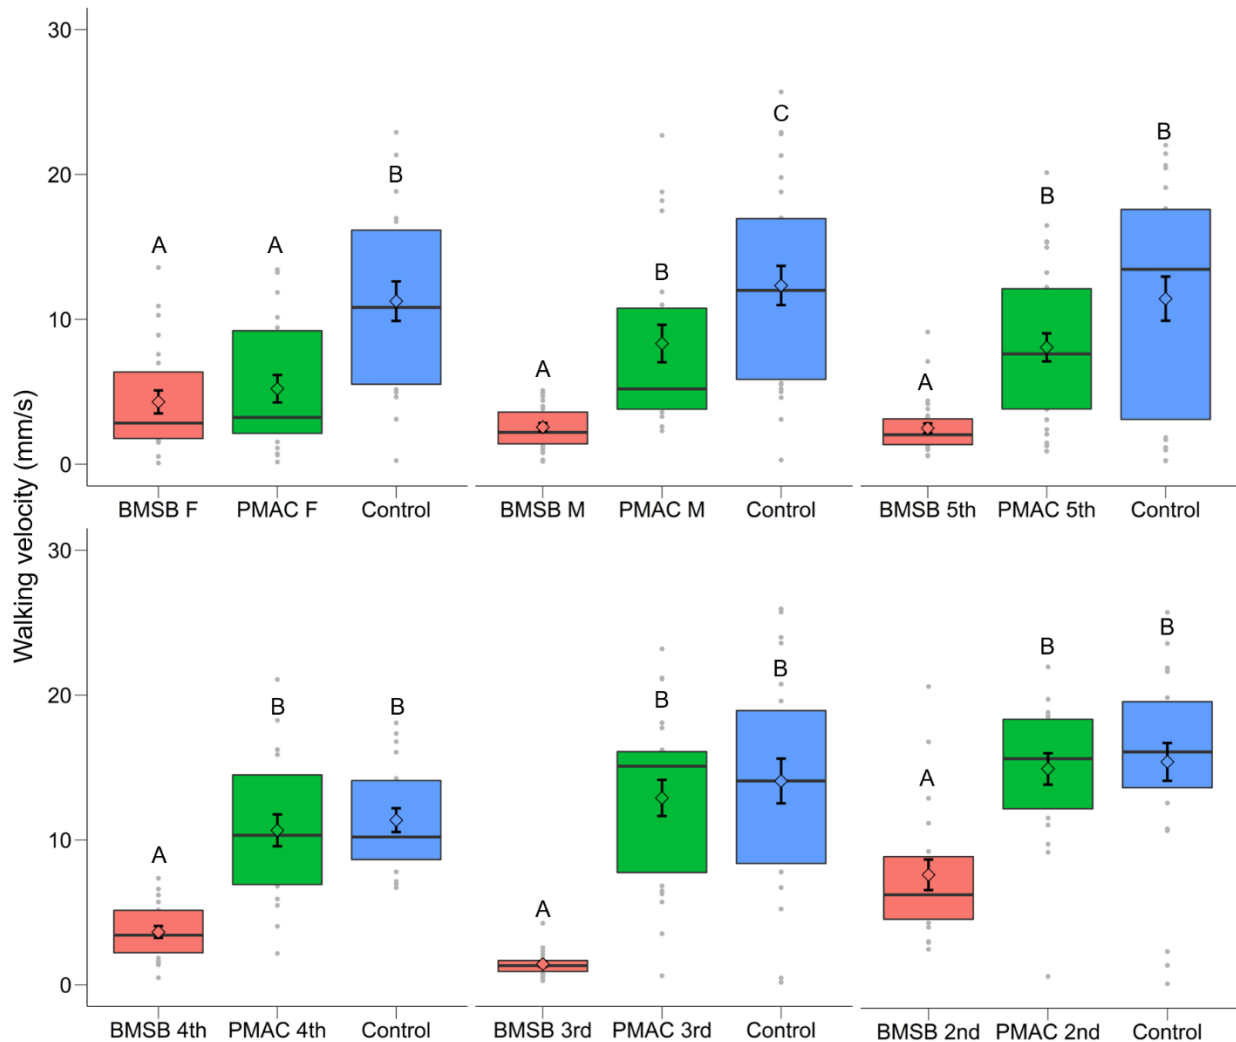 Walking velocity (mm/s)
30
20
10
0
A
A
B
A
B
C
A
B
B
BMSB F
PMAC F
Control
BMSB M
PMAC M
Control
BMSB 5th
PMAC 5th
Control
30
20
10
0
A
B
B
A
B
B
A
B
B
BMSB 4th
PMAC 4th
Control
BMSB 3rd
PMAC 3rd
Control
BMSB 2nd
PMAC 2nd
Control